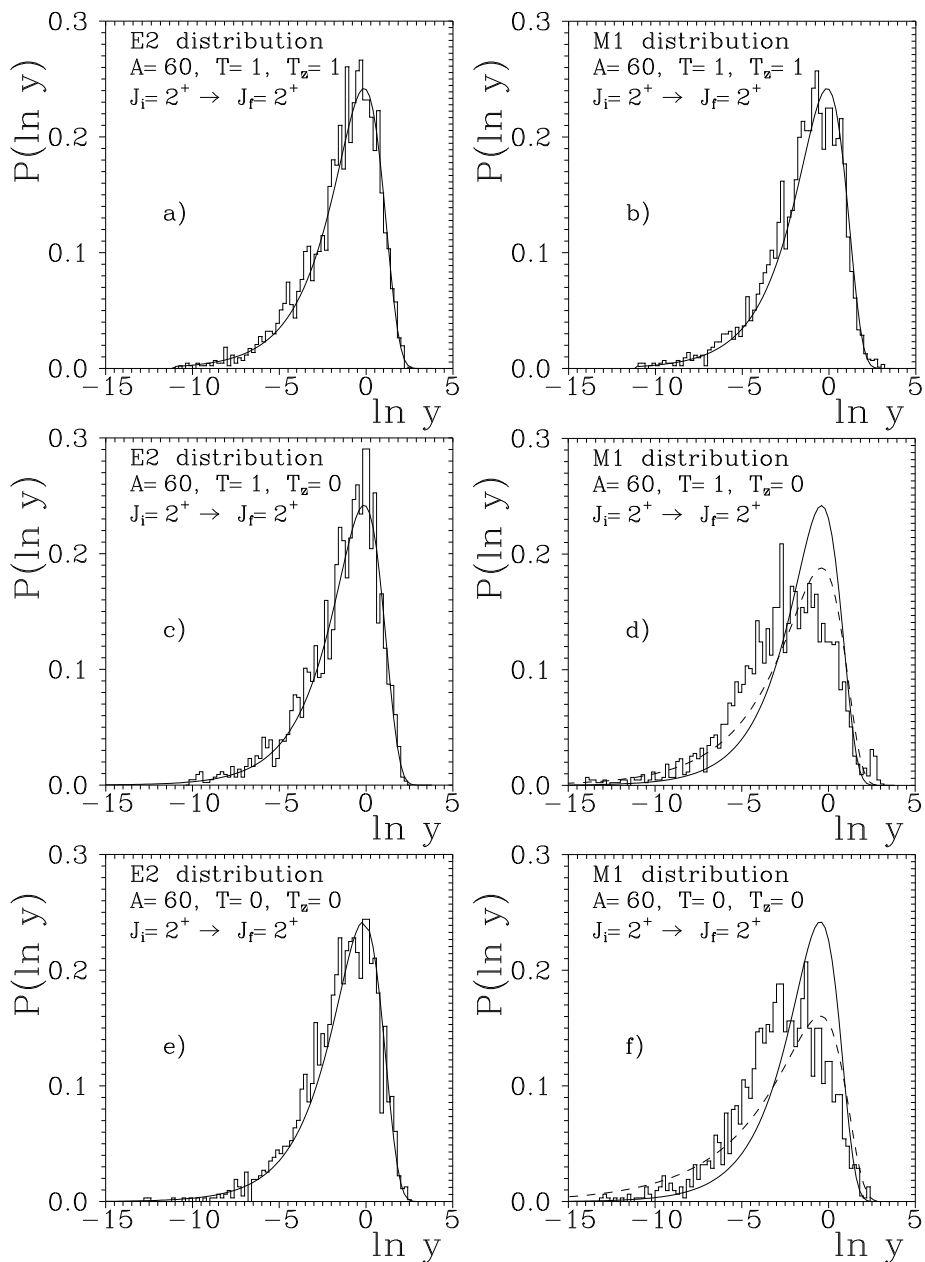 0.3
E2 distribution
A= 60, T= 1, T_z= 1
J_i= 2⁺ → J_f= 2⁺
P(ln y)
0.2
a)
0.1
0.0
−15 −10 −5 0 5
ln y
0.3
M1 distribution
A= 60, T= 1, T_z= 1
J_i= 2⁺ → J_f= 2⁺
P(ln y)
0.2
b)
0.1
0.0
−15 −10 −5 0 5
ln y
0.3
E2 distribution
A= 60, T= 1, T_z= 0
J_i= 2⁺ → J_f= 2⁺
P(ln y)
0.2
c)
0.1
0.0
−15 −10 −5 0 5
ln y
0.3
M1 distribution
A= 60, T= 1, T_z= 0
J_i= 2⁺ → J_f= 2⁺
P(ln y)
0.2
d)
0.1
0.0
−15 −10 −5 0 5
ln y
0.3
E2 distribution
A= 60, T= 0, T_z= 0
J_i= 2⁺ → J_f= 2⁺
P(ln y)
0.2
e)
0.1
0.0
−15 −10 −5 0 5
ln y
0.3
M1 distribution
A= 60, T= 0, T_z= 0
J_i= 2⁺ → J_f= 2⁺
P(ln y)
0.2
f)
0.1
0.0
−15 −10 −5 0 5
ln y